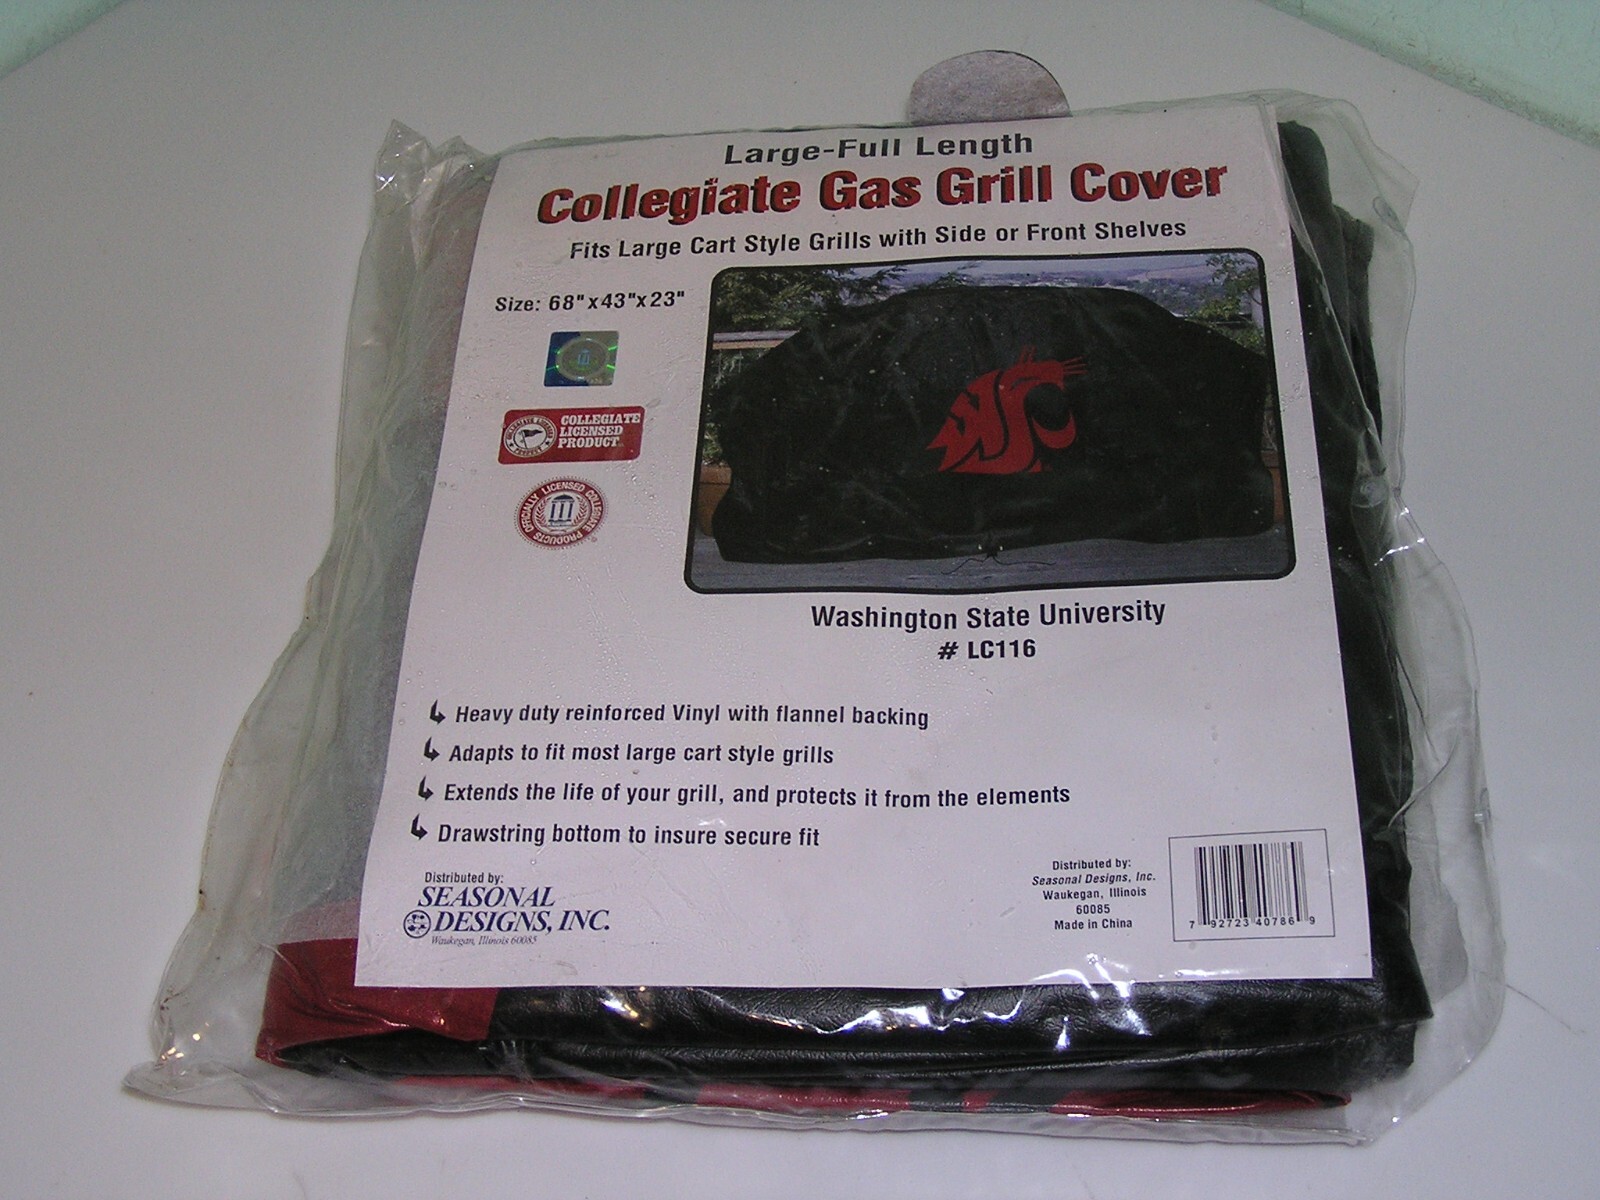 Large-Full Length
Collegiate Gas Grill Cover
Fits Large Cart Style Grills with Side or Front Shelves
Size: 68"x43"x23"
COLLEGIATE
LICENSED
PRODUCT
OFFICIALLY LICENSED COLLEGIATE PRODUCTS
Washington State University
# LC116
Heavy duty reinforced Vinyl with flannel backing
Adapts to fit most large cart style grills
Extends the life of your grill, and protects it from the elements
Drawstring bottom to insure secure fit
Distributed by:
SEASONAL
DESIGNS, INC.
Waukegan, Illinois 60085
Distributed by:
Seasonal Designs, Inc.
Waukegan, Illinois
60085
Made in China
7 92723 40786 9